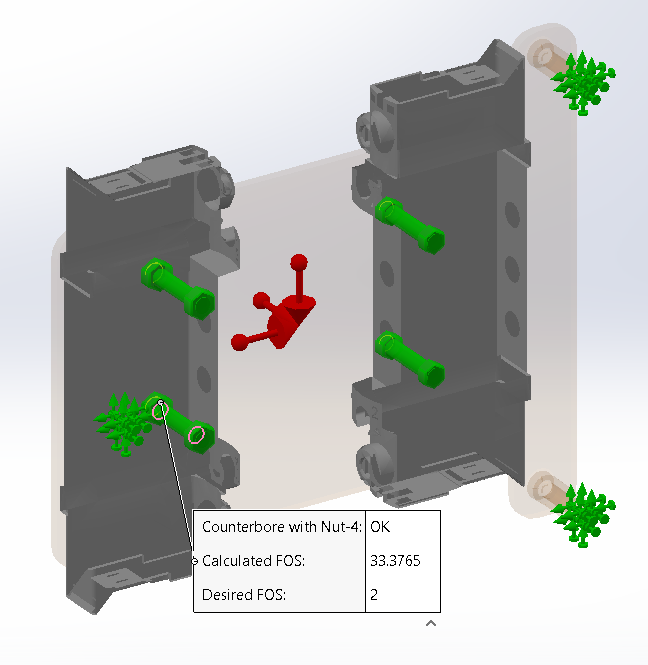 Counterbore with Nut-4: OK
Calculated FOS: 33.3765
Desired FOS: 2